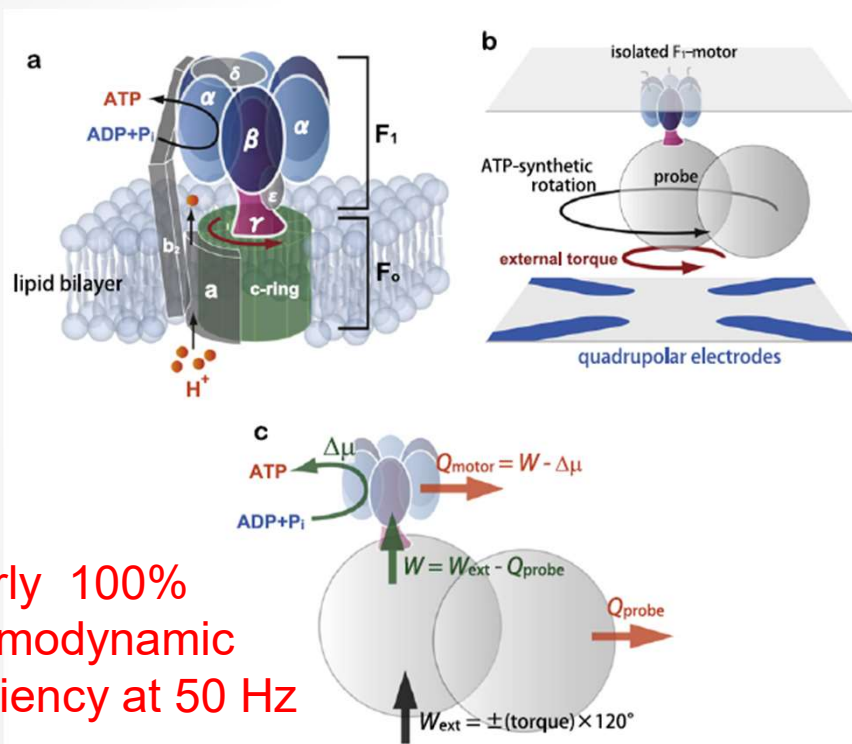 a
δ
ATP
α
α
F₁
ADP+Pᵢ
β
ε
γ
b₂
Fₒ
lipid bilayer
a
c-ring
H⁺
b
isolated F₁-motor
ATP-synthetic
rotation
probe
external torque
quadrupolar electrodes
c
Δμ
ATP
Qmotor = W - Δμ
ADP+Pᵢ
W = Wext - Qprobe
Qprobe
rly 100%
modynamic
iency at 50 Hz
Wext = ±(torque)×120°